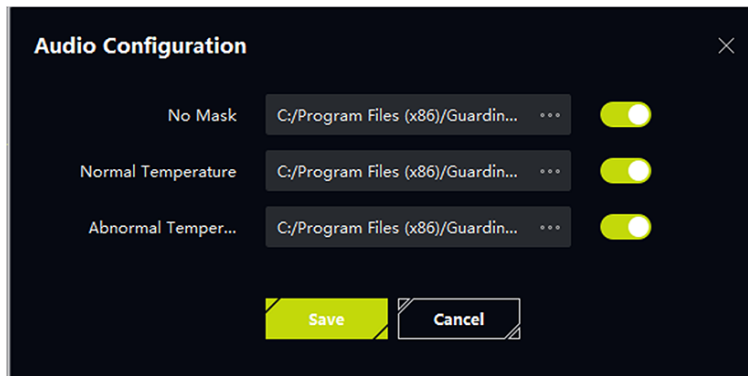 Audio Configuration
No Mask C:/Program Files (x86)/Guardin...
Normal Temperature C:/Program Files (x86)/Guardin...
Abnormal Temper... C:/Program Files (x86)/Guardin...
Save Cancel